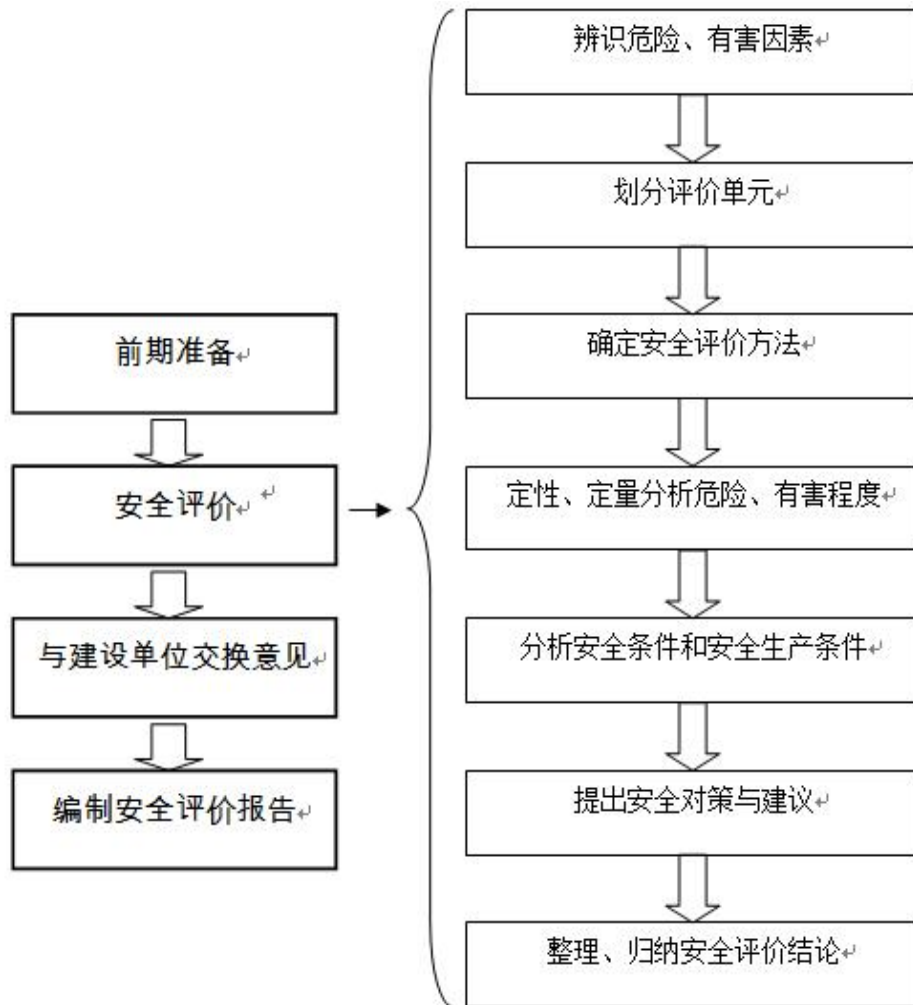 前期准备
安全评价
与建设单位交换意见
编制安全评价报告
辨识危险、有害因素
划分评价单元
确定安全评价方法
定性、定量分析危险、有害程度
分析安全条件和安全生产条件
提出安全对策与建议
整理、归纳安全评价结论